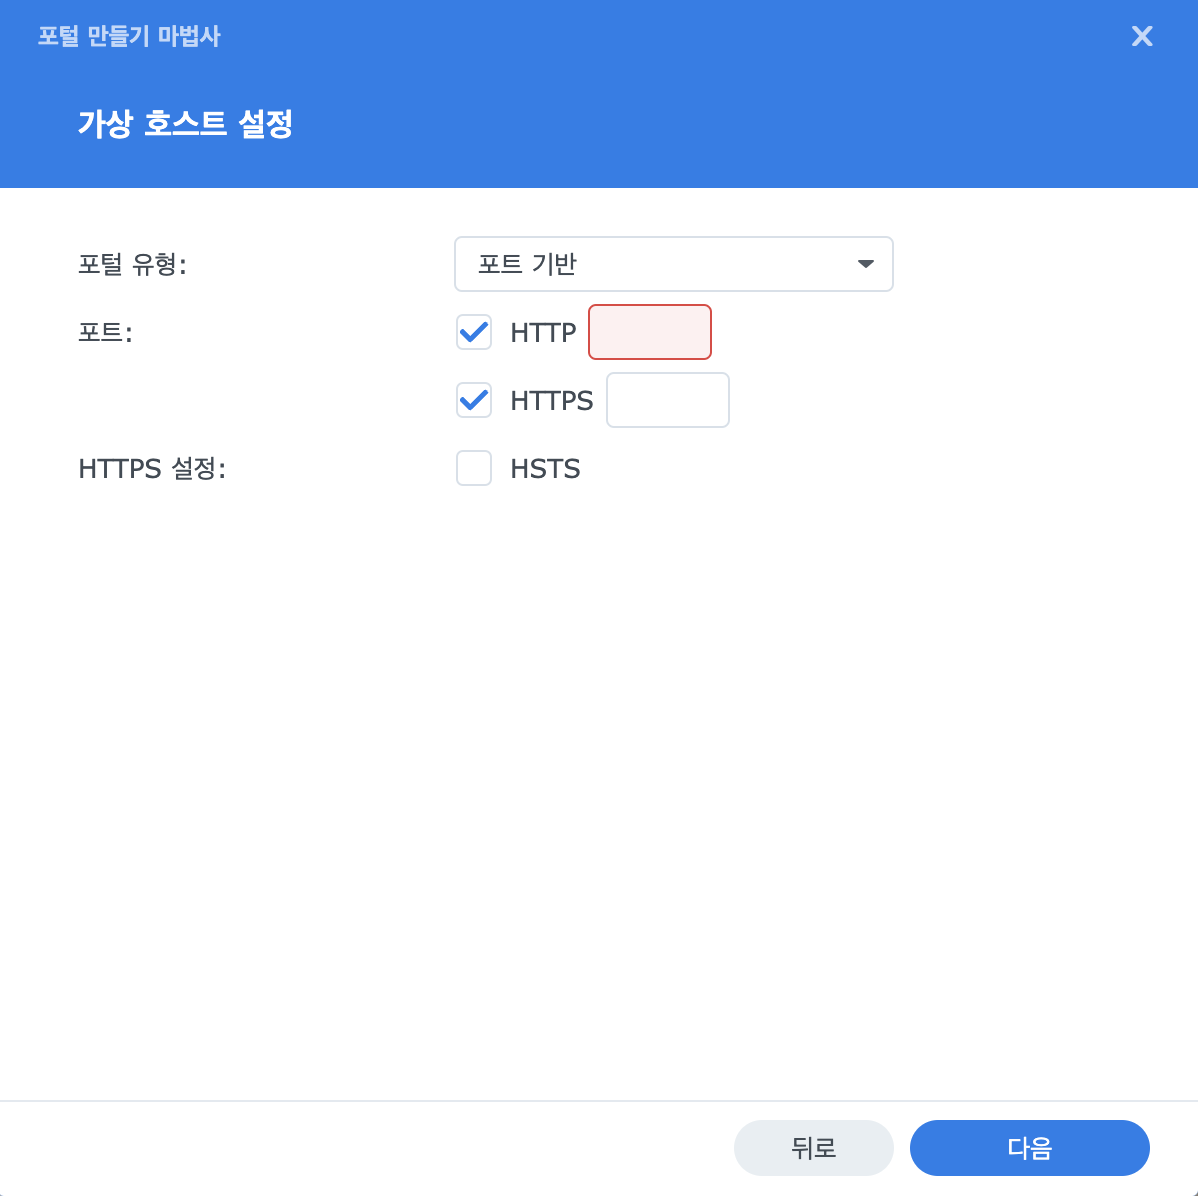 포털 만들기 마법사
가상 호스트 설정
포털 유형: 포트 기반
포트: HTTP
HTTPS
HTTPS 설정: HSTS
뒤로 다음